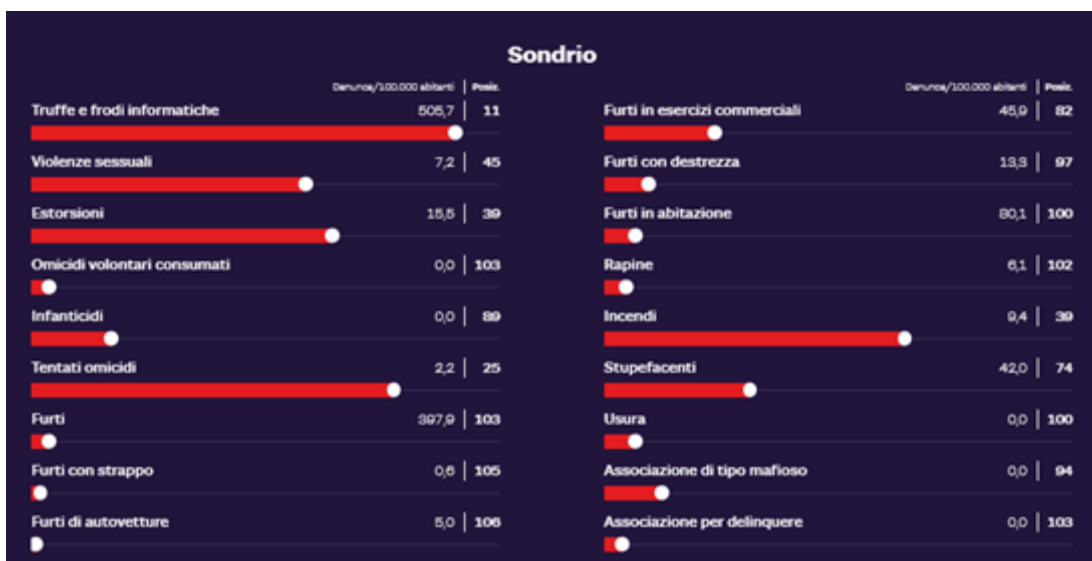 Sondrio
Denunce/100.000 abitanti | Posiz.
Truffe e frodi informatiche 505,7 | 11
Violenze sessuali 7,2 | 45
Estorsioni 15,5 | 39
Omicidi volontari consumati 0,0 | 103
Infanticidi 0,0 | 89
Tentati omicidi 2,2 | 25
Furti 397,9 | 103
Furti con strappo 0,6 | 105
Furti di autovetture 5,0 | 106
Denunce/100.000 abitanti | Posiz.
Furti in esercizi commerciali 45,9 | 82
Furti con destrezza 13,3 | 97
Furti in abitazione 80,1 | 100
Rapine 6,1 | 102
Incendi 9,4 | 39
Stupefacenti 42,0 | 74
Usura 0,0 | 100
Associazione di tipo mafioso 0,0 | 94
Associazione per delinquere 0,0 | 103